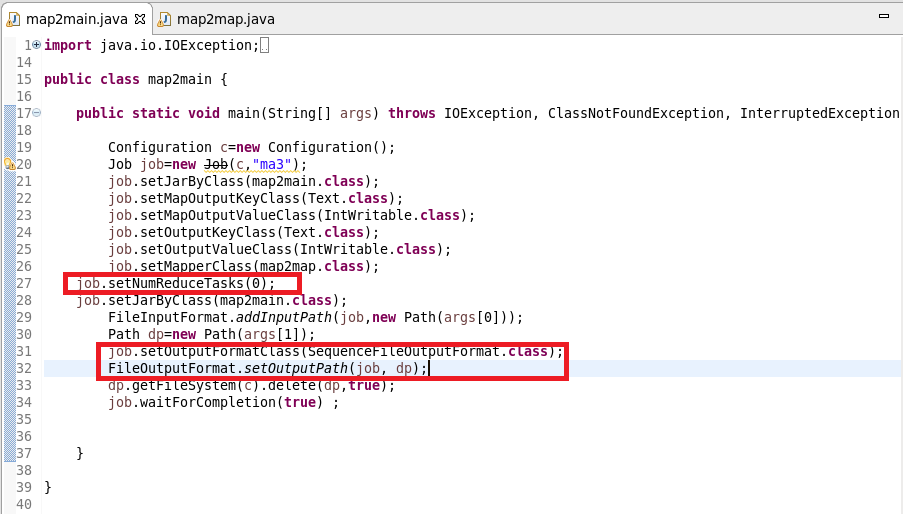 map2main.java map2map.java
1 import java.io.IOException;
14
15 public class map2main {
16
17 public static void main(String[] args) throws IOException, ClassNotFoundException, InterruptedException
18
19 Configuration c=new Configuration();
20 Job job=new Job(c,"ma3");
21 job.setJarByClass(map2main.class);
22 job.setMapOutputKeyClass(Text.class);
23 job.setMapOutputValueClass(IntWritable.class);
24 job.setOutputKeyClass(Text.class);
25 job.setOutputValueClass(IntWritable.class);
26 job.setMapperClass(map2map.class);
27 job.setNumReduceTasks(0);
28 job.setJarByClass(map2main.class);
29 FileInputFormat.addInputPath(job,new Path(args[0]));
30 Path dp=new Path(args[1]);
31 job.setOutputFormatClass(SequenceFileOutputFormat.class);
32 FileOutputFormat.setOutputPath(job, dp);
33 dp.getFileSystem(c).delete(dp,true);
34 job.waitForCompletion(true) ;
35
36
37 }
38
39 }
40